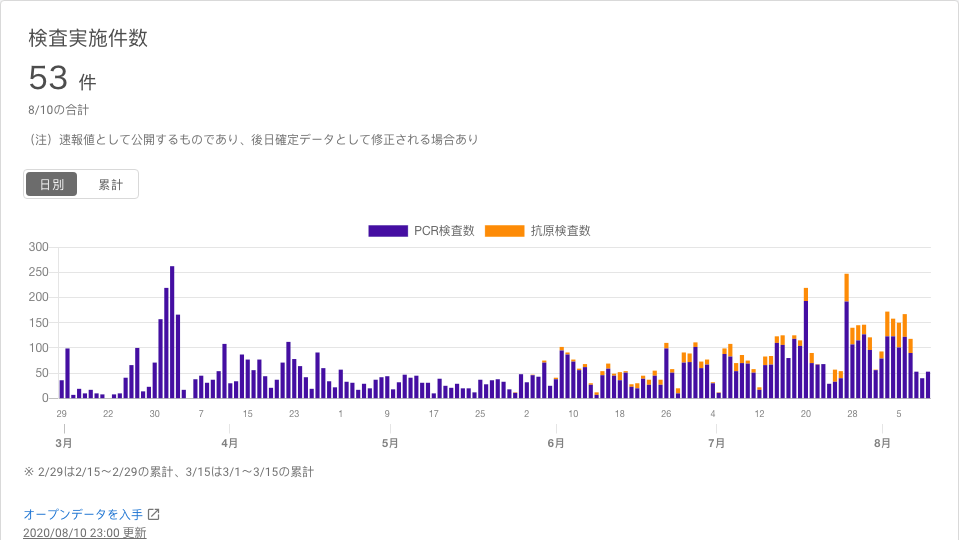 検査実施件数
53 件
8/10の合計
（注）速報値として公開するものであり、後日確定データとして修正される場合あり
日別 累計
PCR検査数 抗原検査数
300
250
200
150
100
50
0
29 22 30 7 15 23 1 9 17 25 2 10 18 26 4 12 20 28 5
3月 4月 5月 6月 7月 8月
※ 2/29は2/15〜2/29の累計、3/15は3/1〜3/15の累計
オープンデータを入手
2020/08/10 23:00 更新